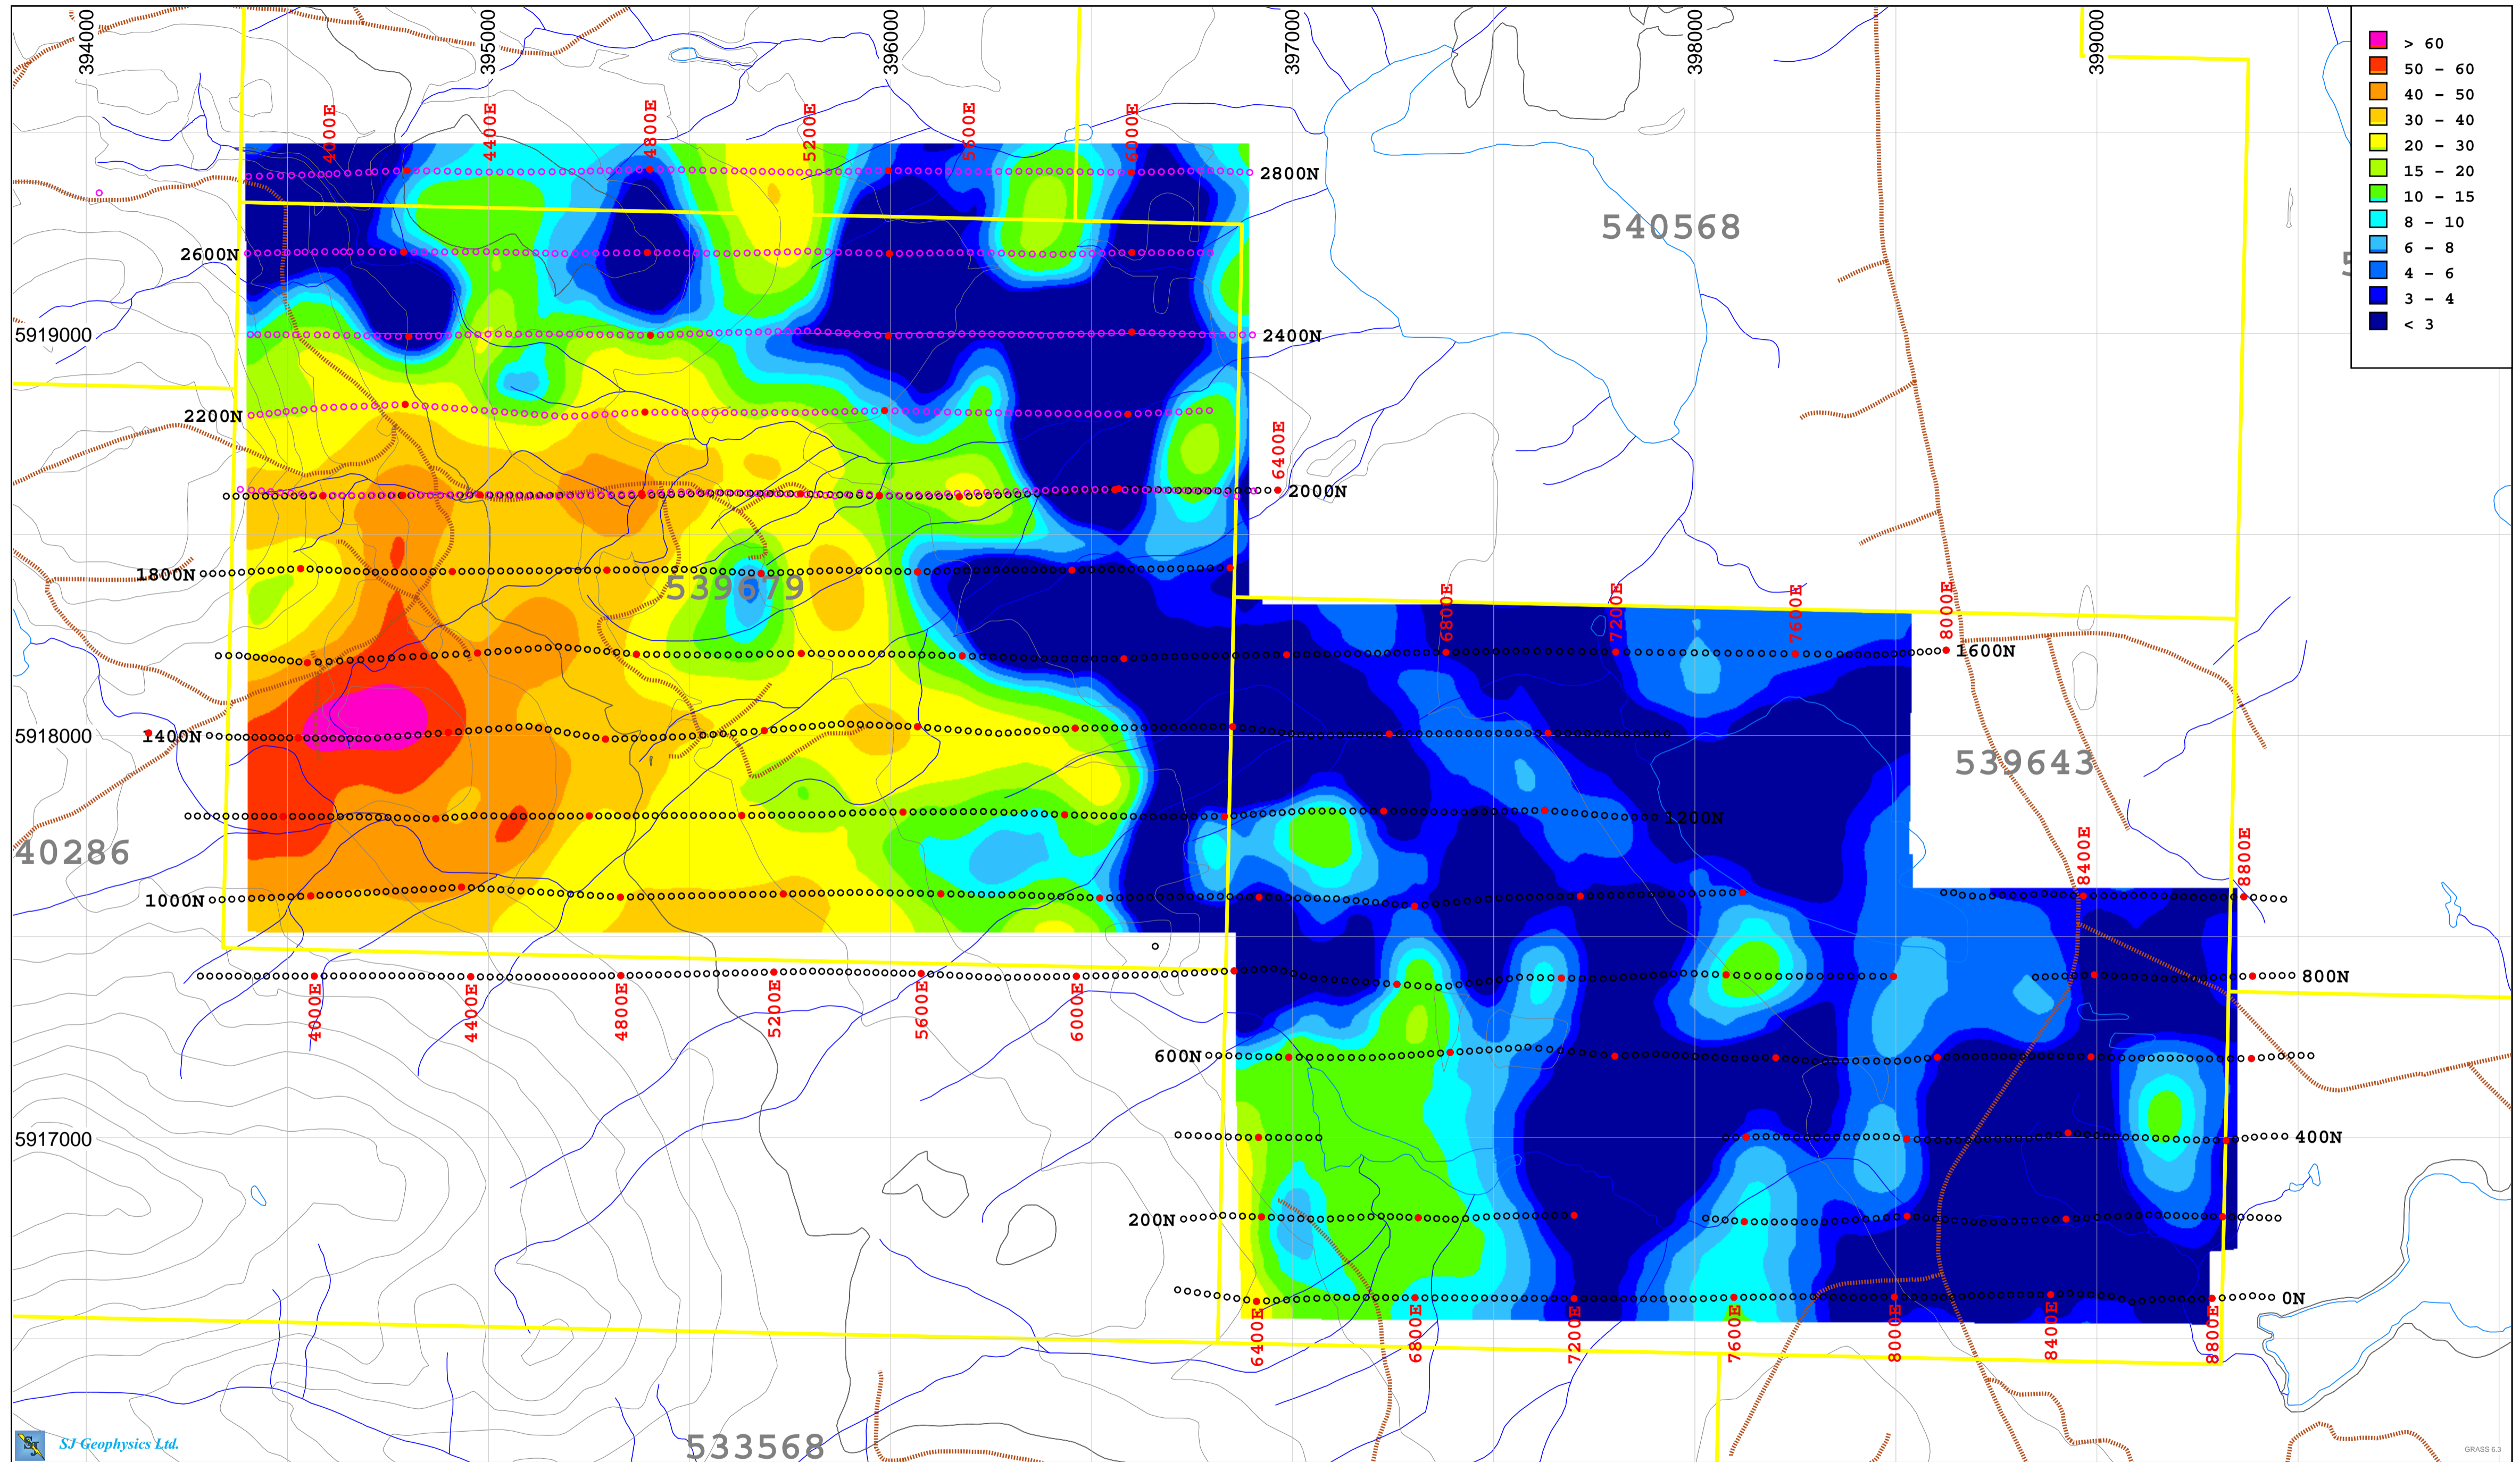 394000
395000
396000
397000
398000
399000
> 60
50 – 60
40 – 50
30 – 40
20 – 30
15 – 20
10 – 15
8 – 10
6 – 8
4 – 6
3 – 4
< 3
4000E
4400E
4800E
5200E
5600E
6000E
2800N
540568
2600N
5919000
2400N
2200N
6400E
2000N
1800N
539679
6800E
7200E
7600E
8000E
1600N
5918000
1400N
539643
1200N
40286
8400E
8800E
1000N
800N
4000E
4400E
4800E
5200E
5600E
6000E
600N
5917000
400N
200N
0N
6400E
6800E
7200E
7600E
8000E
8400E
8800E
SJ
SJ Geophysics Ltd.
533568
GRASS 6.3